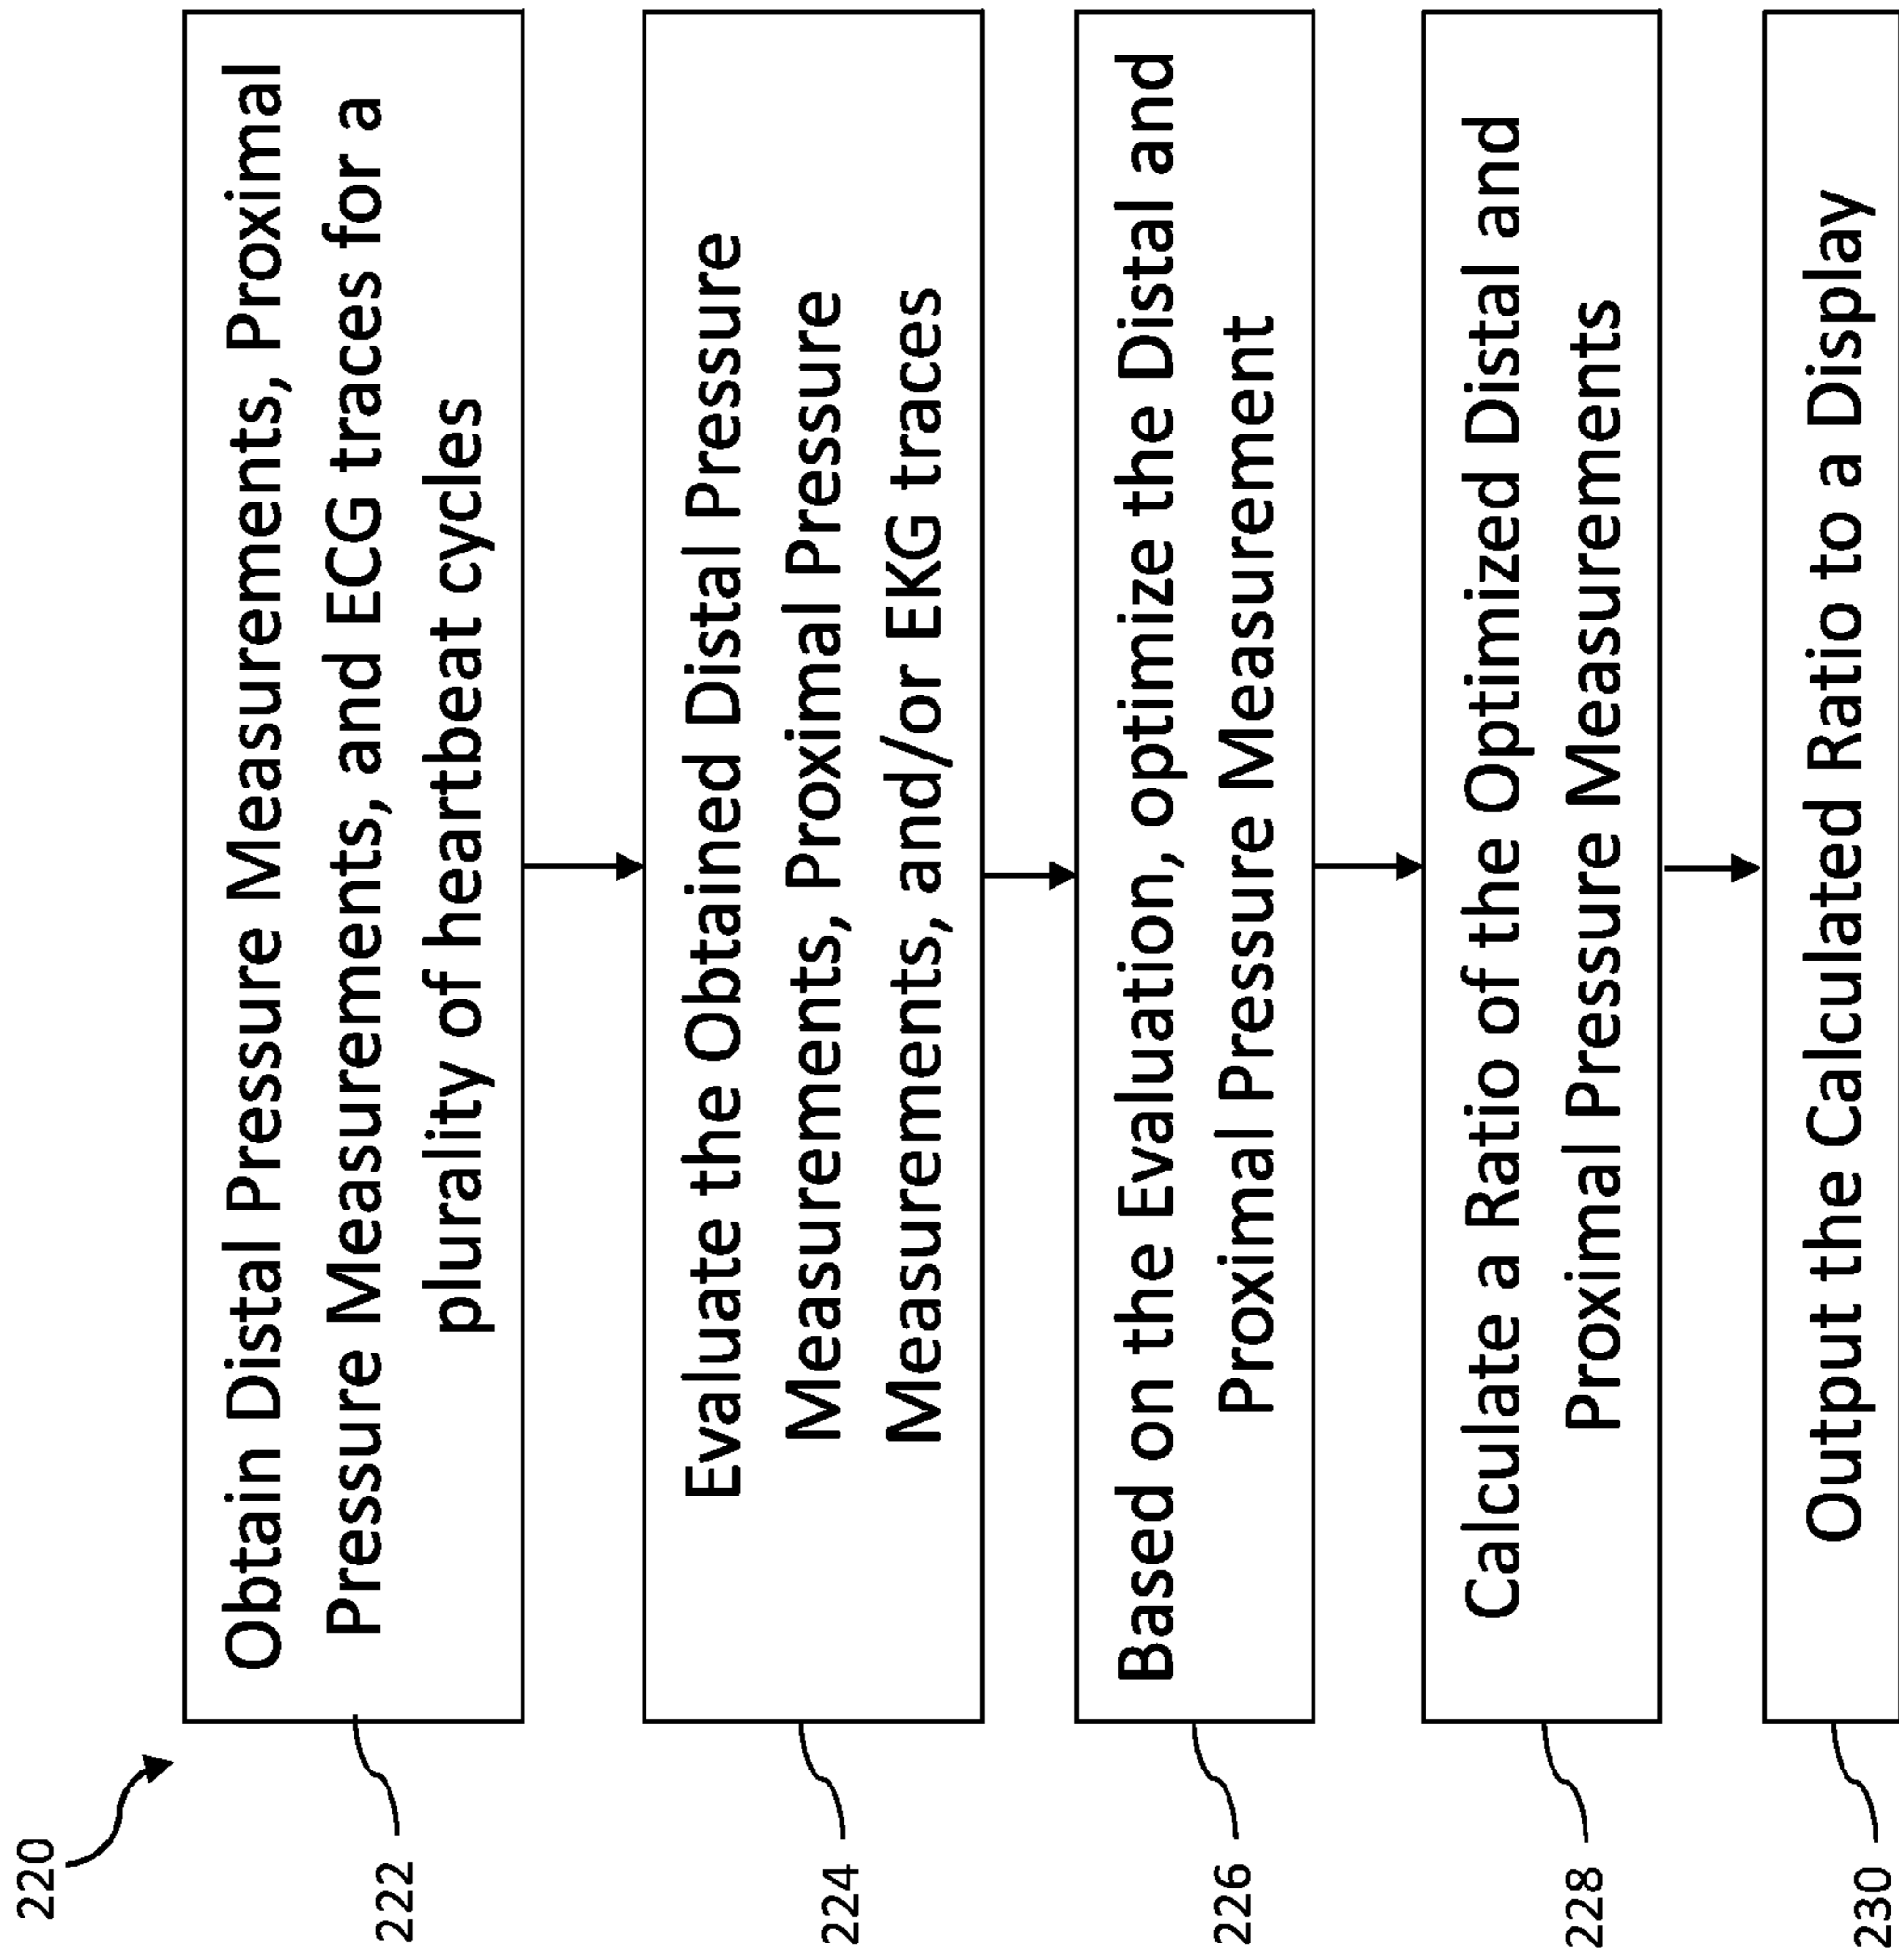 220
222
Obtain Distal Pressure Measurements, Proximal
Pressure Measurements, and ECG traces for a
plurality of heartbeat cycles
224
Evaluate the Obtained Distal Pressure
Measurements, Proximal Pressure
Measurements, and/or EKG traces
226
Based on the Evaluation, optimize the Distal and
Proximal Pressure Measurement
228
Calculate a Ratio of the Optimized Distal and
Proximal Pressure Measurements
230
Output the Calculated Ratio to a Display